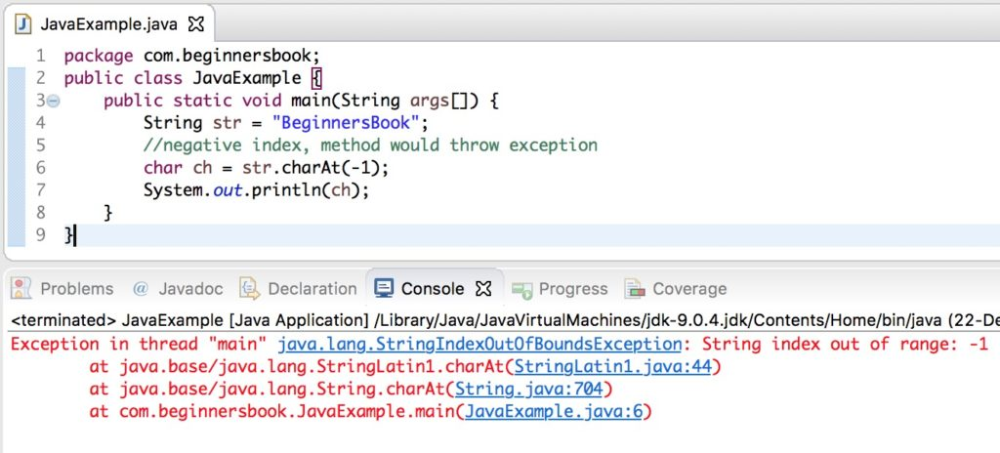 JavaExample.java
1 package com.beginnersbook;
2 public class JavaExample {
3 public static void main(String args[]) {
4 String str = "BeginnersBook";
5 //negative index, method would throw exception
6 char ch = str.charAt(-1);
7 System.out.println(ch);
8 }
9 }
Problems @ Javadoc Declaration Console Progress Coverage
<terminated> JavaExample [Java Application] /Library/Java/JavaVirtualMachines/jdk-9.0.4.jdk/Contents/Home/bin/java (22-De
Exception in thread "main" java.lang.StringIndexOutOfBoundsException: String index out of range: -1
at java.base/java.lang.StringLatin1.charAt(StringLatin1.java:44)
at java.base/java.lang.String.charAt(String.java:704)
at com.beginnersbook.JavaExample.main(JavaExample.java:6)